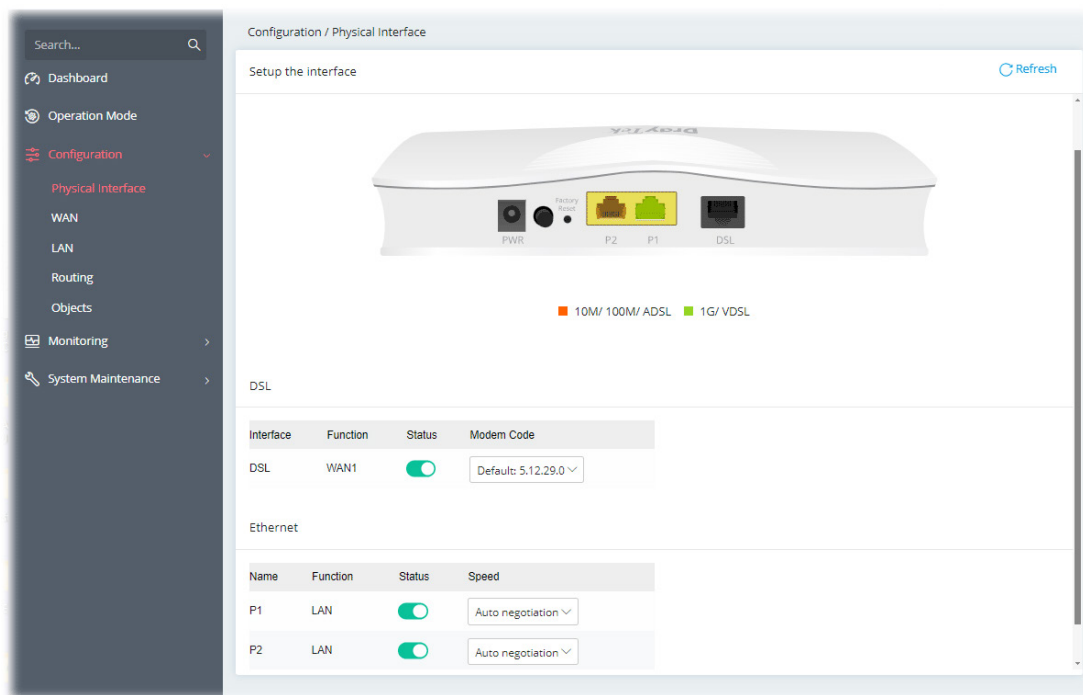 Search...
Dashboard
Operation Mode
Configuration
Physical Interface
WAN
LAN
Routing
Objects
Monitoring
System Maintenance
Configuration / Physical Interface
Setup the interface
Refresh
DrayTek
Factory
Reset
PWR P2 P1 DSL
10M/ 100M/ ADSL 1G/ VDSL
DSL
Interface Function Status Modem Code
DSL WAN1 Default: 5.12.29.0
Ethernet
Name Function Status Speed
P1 LAN Auto negotiation
P2 LAN Auto negotiation